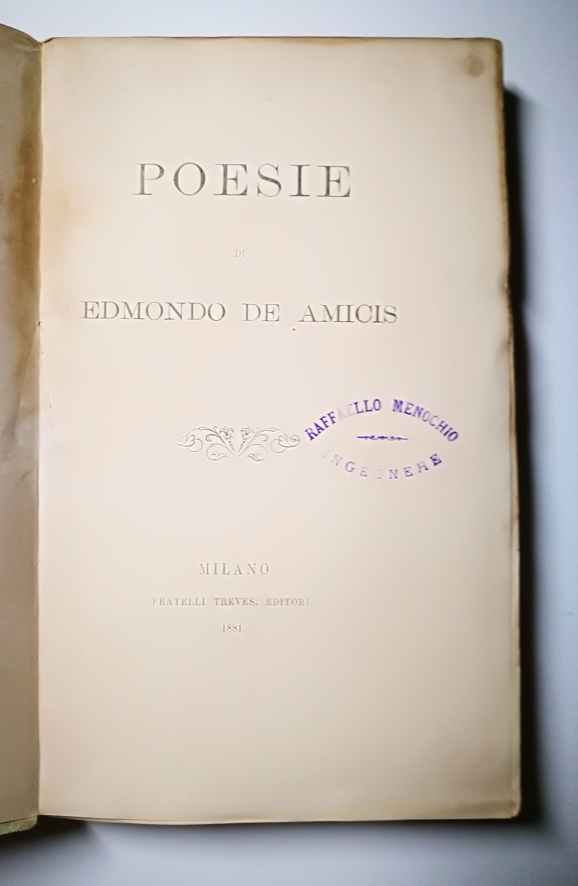 POESIE
DI
EDMONDO DE AMICIS
RAFFAELLO MENOCHIO
INGEGNERE
MILANO
FRATELLI TREVES, EDITORI.
1881.